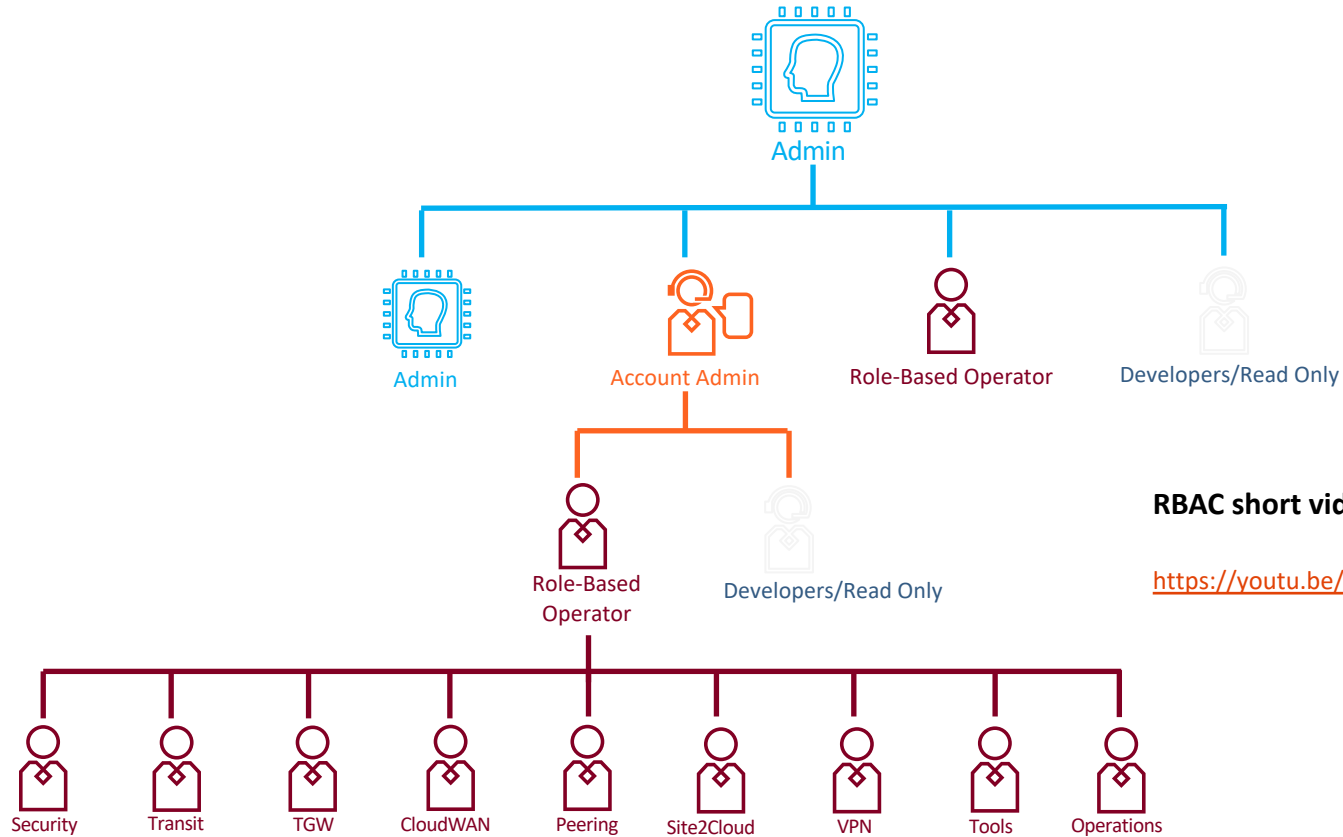 Admin
Admin
Account Admin
Role-Based Operator
Developers/Read Only
RBAC short
Role-Based
Operator
Developers/Read Only
https://youtu.be/
Security
Transit
TGW
CloudWAN
Peering
Site2Cloud
VPN
Tools
Operations